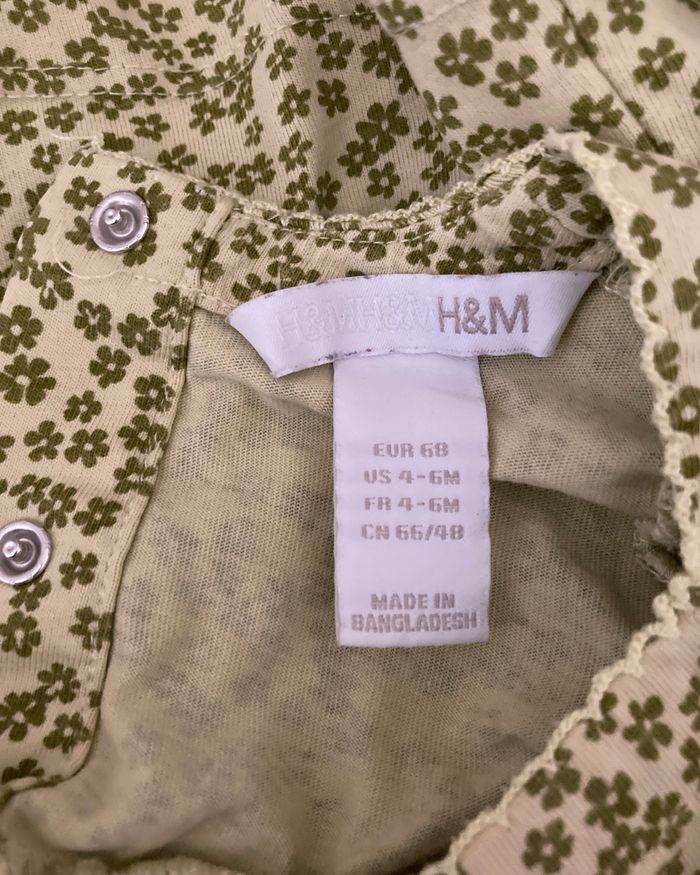 H&MH&MH&M
EUR 68
US 4-6M
FR 4-6M
CN 66/48
MADE IN
BANGLADESH